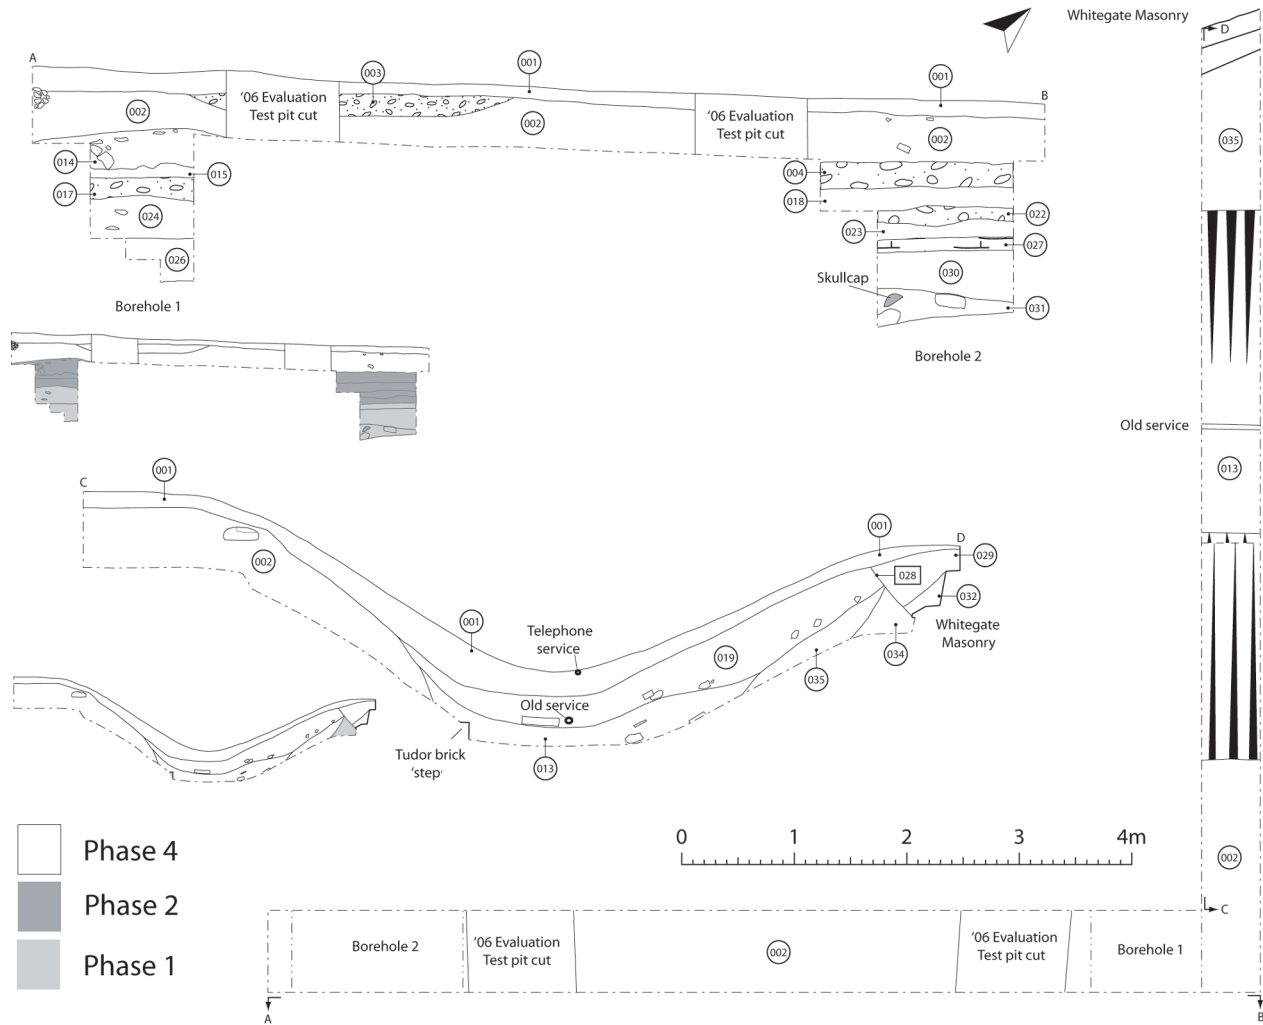 Whitegate Masonry
D
A
003
001
001
B
'06 Evaluation
Test pit cut
002
002
'06 Evaluation
Test pit cut
002
035
014
015
017
024
026
004
018
022
023
027
030
Skullcap
031
Borehole 1
Borehole 2
Old service
013
C
001
002
001
D
029
028
032
Whitegate
Masonry
034
001
Telephone
service
019
035
Old service
Tudor brick
'step'
013
Phase 4
Phase 2
Phase 1
0 1 2 3 4m
002
C
Borehole 2
'06 Evaluation
Test pit cut
002
'06 Evaluation
Test pit cut
Borehole 1
A
B